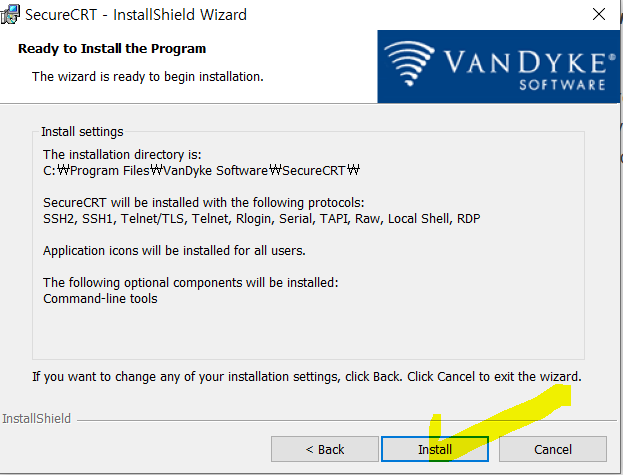 SecureCRT - InstallShield Wizard
Ready to Install the Program
The wizard is ready to begin installation.
VANDYKE®
SOFTWARE
Install settings
The installation directory is:
C:₩Program Files₩VanDyke Software₩SecureCRT₩
SecureCRT will be installed with the following protocols:
SSH2, SSH1, Telnet/TLS, Telnet, Rlogin, Serial, TAPI, Raw, Local Shell, RDP
Application icons will be installed for all users.
The following optional components will be installed:
Command-line tools
If you want to change any of your installation settings, click Back. Click Cancel to exit the wizard.
InstallShield
< Back
Install
Cancel